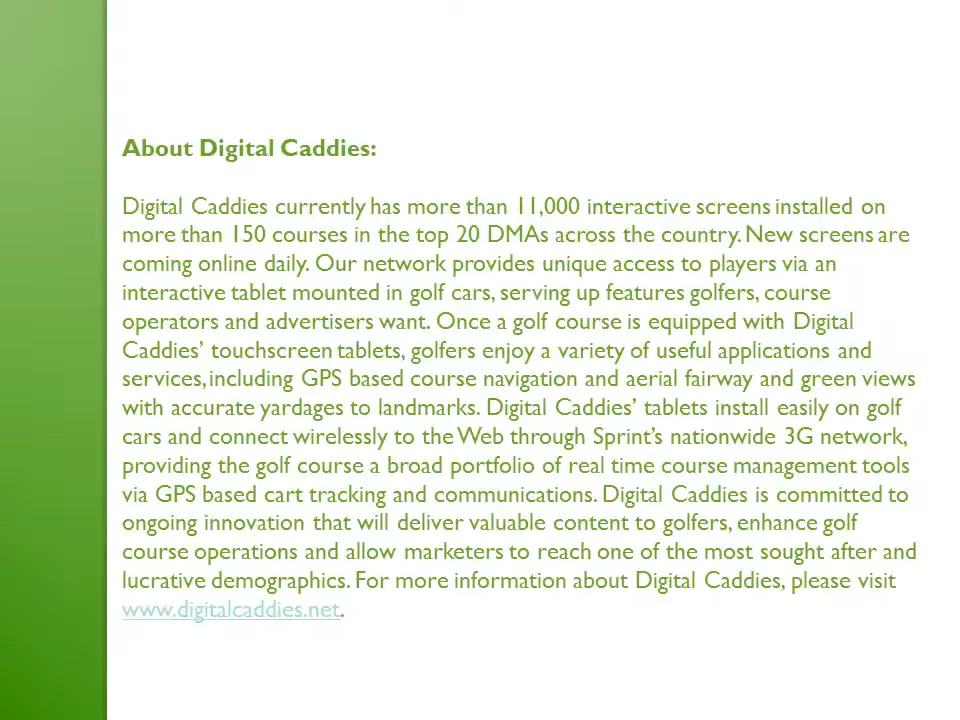 About Digital Caddies:
Digital Caddies currently has more than 11,000 interactive screens installed on
more than 150 courses in the top 20 DMAs across the country. New screens are
coming online daily. Our network provides unique access to players via an
interactive tablet mounted in golf cars, serving up features golfers, course
operators and advertisers want. Once a golf course is equipped with Digital
Caddies’ touchscreen tablets, golfers enjoy a variety of useful applications and
services, including GPS based course navigation and aerial fairway and green views
with accurate yardages to landmarks. Digital Caddies’ tablets install easily on golf
cars and connect wirelessly to the Web through Sprint’s nationwide 3G network,
providing the golf course a broad portfolio of real time course management tools
via GPS based cart tracking and communications. Digital Caddies is committed to
ongoing innovation that will deliver valuable content to golfers, enhance golf
course operations and allow marketers to reach one of the most sought after and
lucrative demographics. For more information about Digital Caddies, please visit
www.digitalcaddies.net.